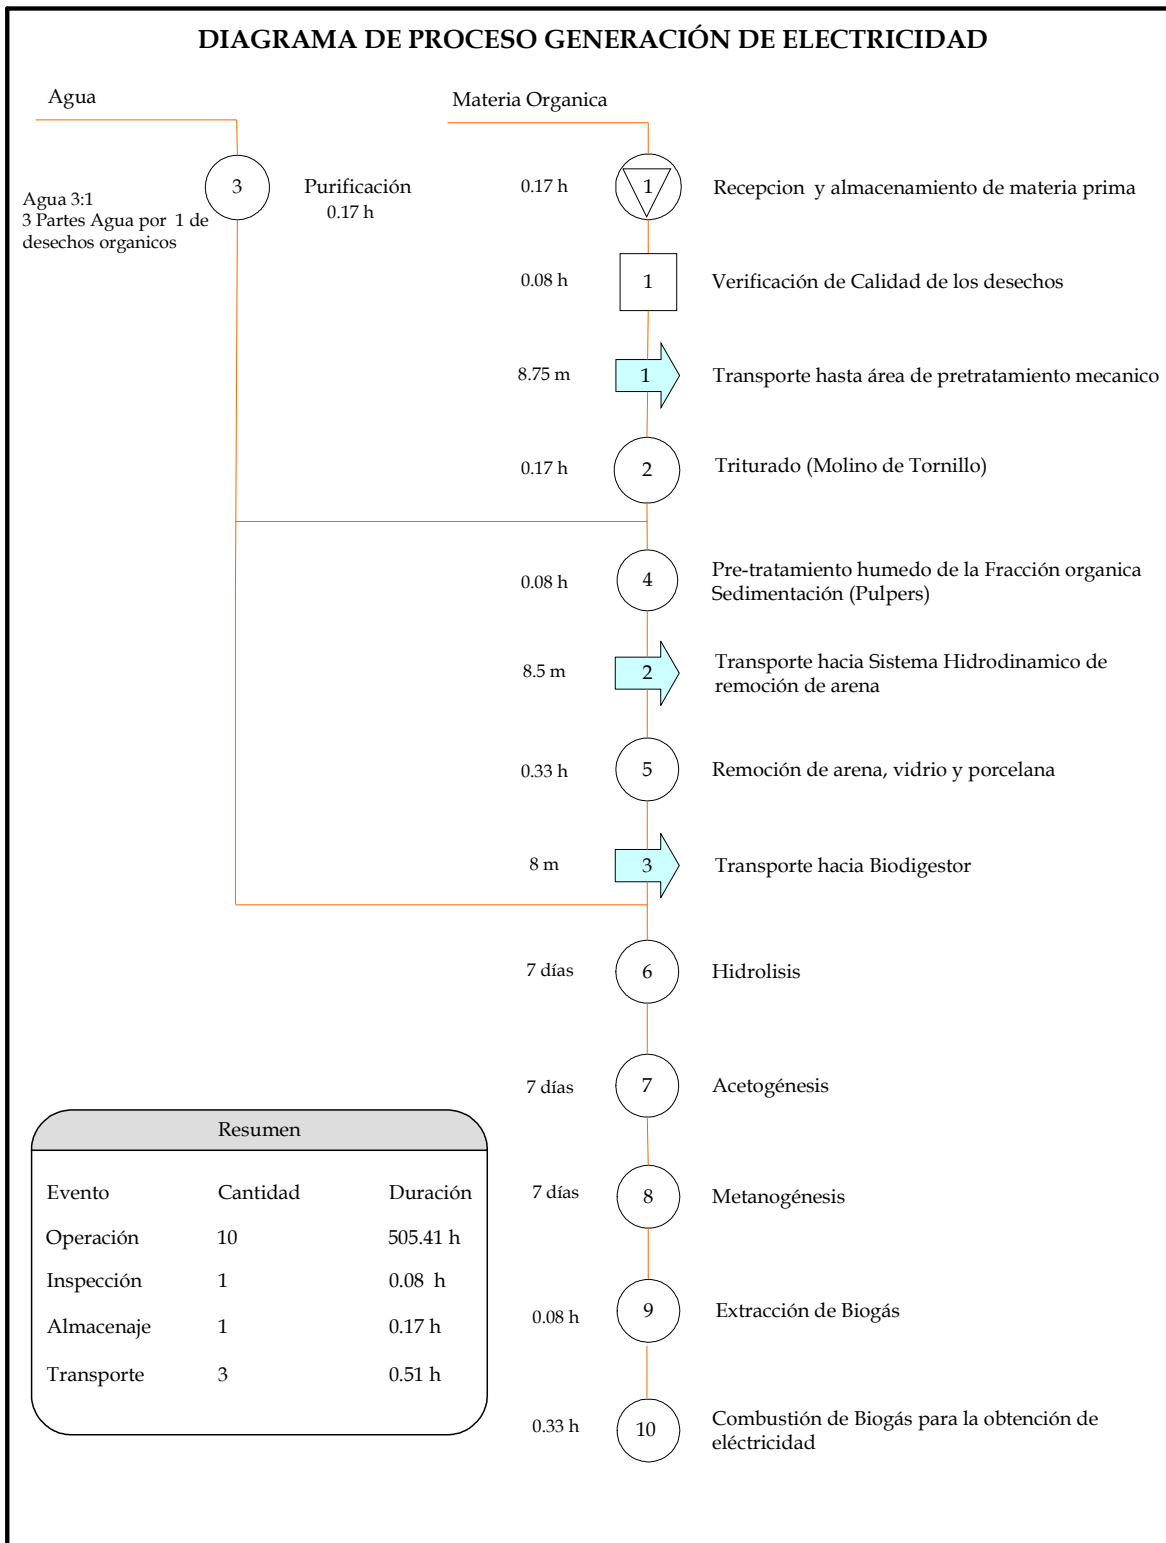 DIAGRAMA DE PROCESO GENERACIÓN DE ELECTRICIDAD
Agua
Materia Organica
3
Purificación
0.17 h
Agua 3:1
3 Partes Agua por 1 de
desechos organicos
0.17 h
1
Recepcion y almacenamiento de materia prima
0.08 h
1
Verificación de Calidad de los desechos
8.75 m
1
Transporte hasta área de pretratamiento mecanico
0.17 h
2
Triturado (Molino de Tornillo)
0.08 h
4
Pre-tratamiento humedo de la Fracción organica
Sedimentación (Pulpers)
8.5 m
2
Transporte hacia Sistema Hidrodinamico de
remoción de arena
0.33 h
5
Remoción de arena, vidrio y porcelana
8 m
3
Transporte hacia Biodigestor
7 días
6
Hidrolisis
7 días
7
Acetogénesis
7 días
8
Metanogénesis
0.08 h
9
Extracción de Biogás
0.33 h
10
Combustión de Biogás para la obtención de
eléctricidad
Resumen
Evento Cantidad Duración
Operación 10 505.41 h
Inspección 1 0.08 h
Almacenaje 1 0.17 h
Transporte 3 0.51 h